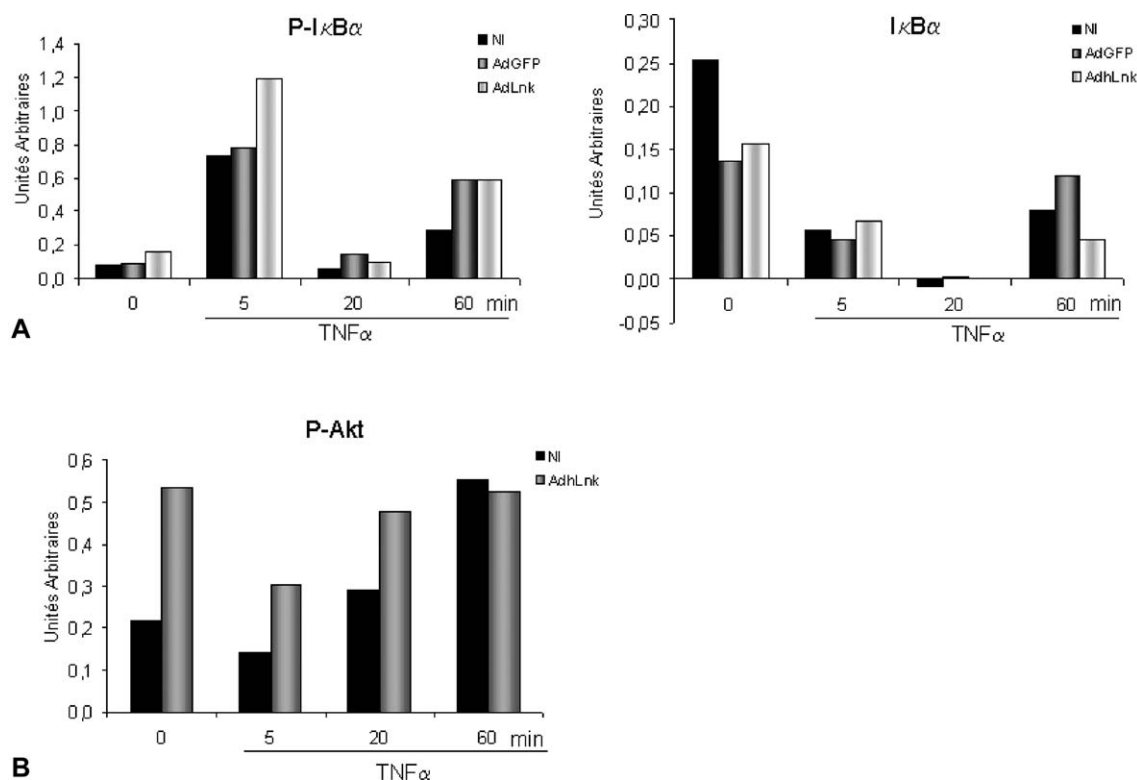 P-IκBα
NI
AdGFP
AdLnk
Unités Arbitraires
1,4
1,2
1,0
0,8
0,6
0,4
0,2
0,0
0 5 20 60 min
TNFα
A
IκBα
NI
AdGFP
AdhLnk
Unités Arbitraires
0,30
0,25
0,20
0,15
0,10
0,05
0,00
-0,05
0 5 20 60 min
TNFα
P-Akt
NI
AdhLnk
Unités Arbitraires
0,6
0,5
0,4
0,3
0,2
0,1
0,0
0 5 20 60 min
TNFα
B